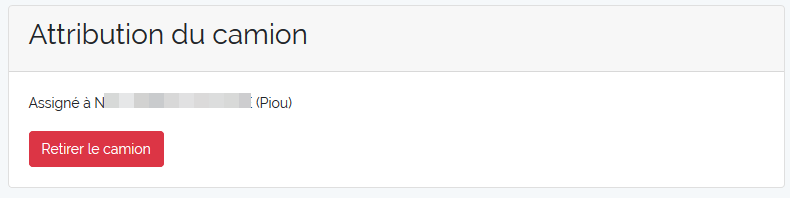 Attribution du camion
Assigné à (Piou)
Retirer le camion